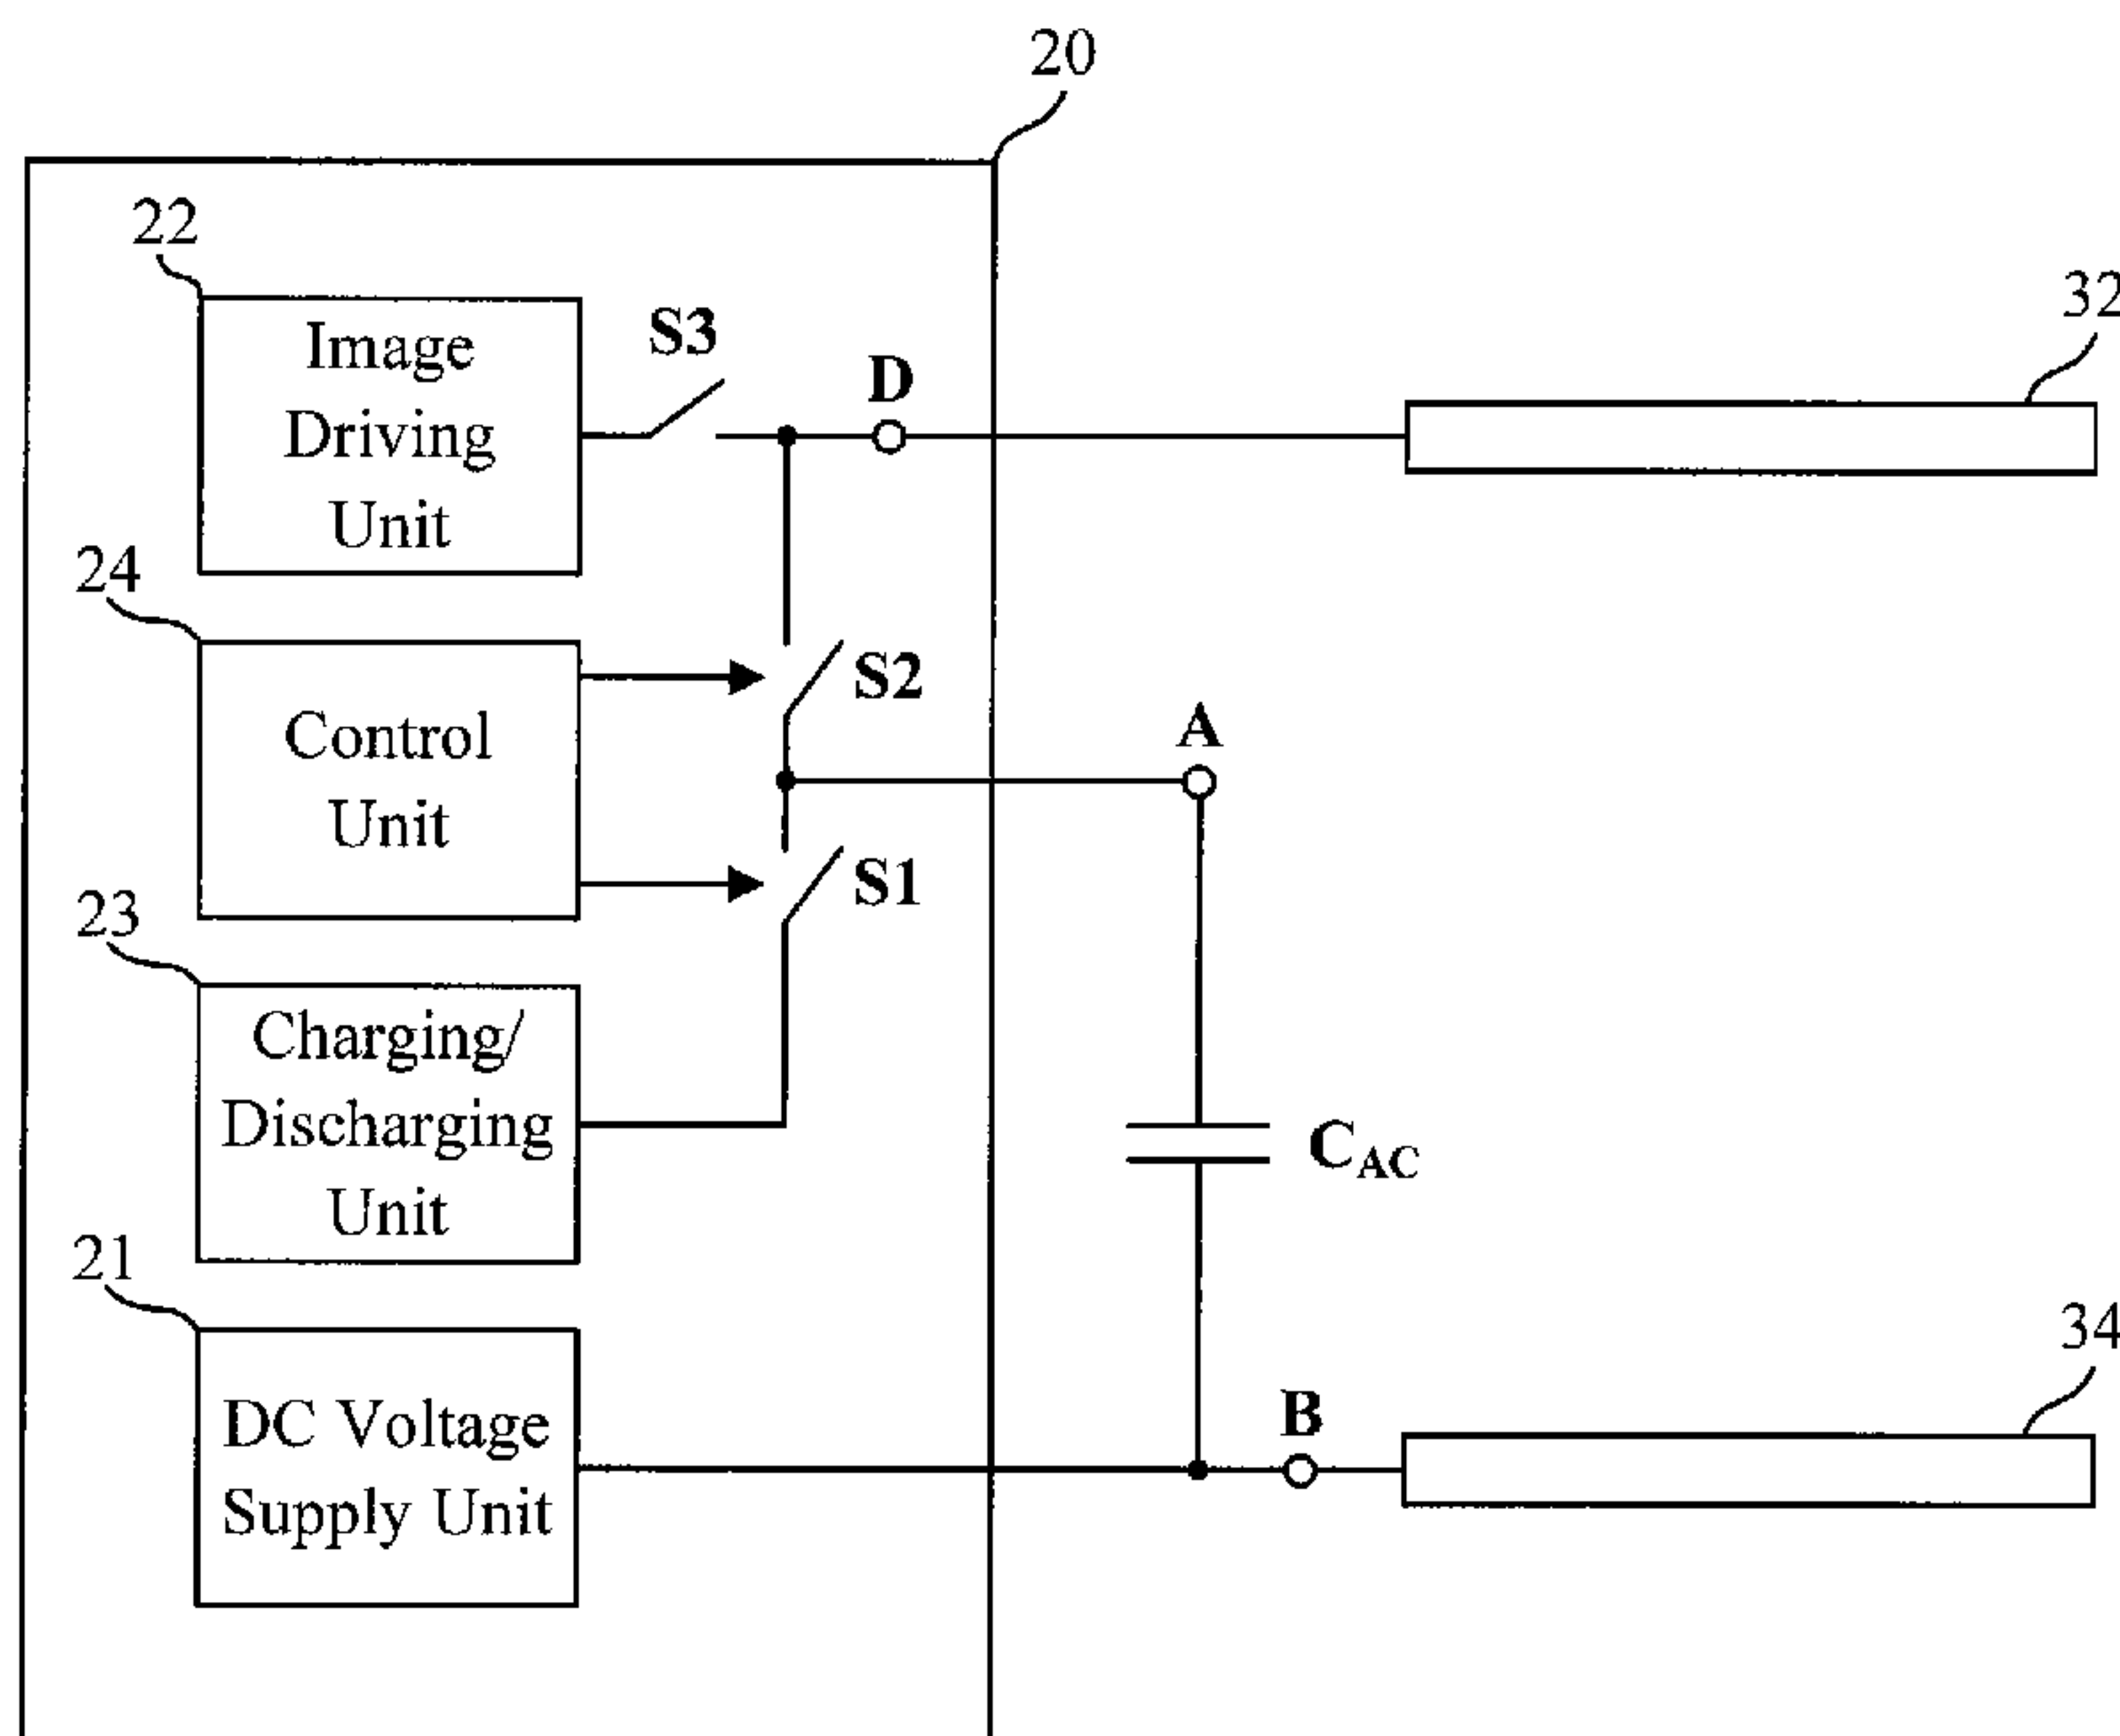 20
22
Image
Driving
Unit
S3
D
32
24
Control
Unit
S2
A
S1
23
Charging/
Discharging
Unit
C_AC
21
DC Voltage
Supply Unit
B
34